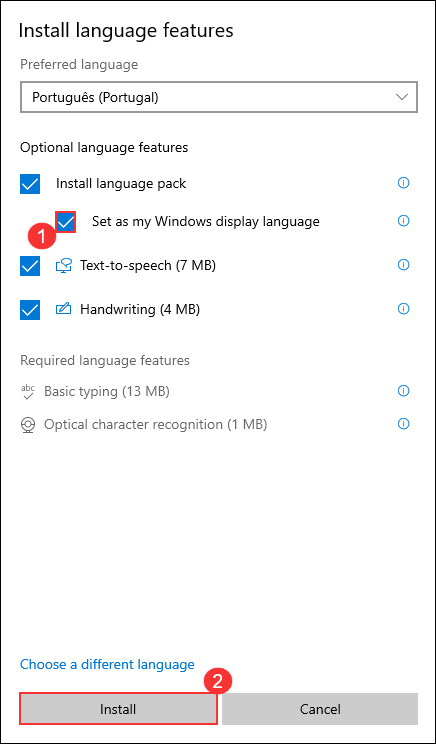 Install language features
Preferred language
Português (Portugal)
Optional language features
Install language pack
1 Set as my Windows display language
Text-to-speech (7 MB)
Handwriting (4 MB)
Required language features
abc Basic typing (13 MB)
Optical character recognition (1 MB)
Choose a different language
2
Install Cancel